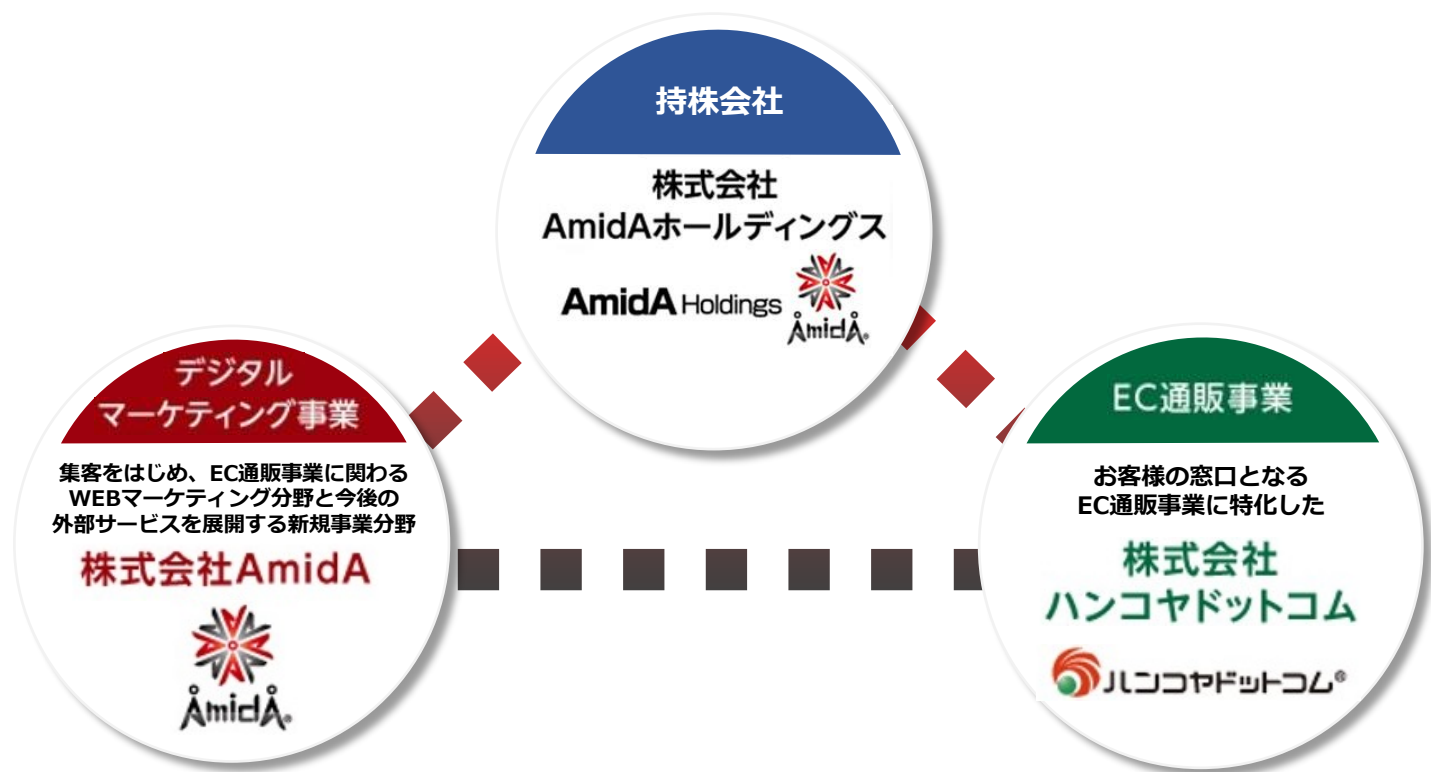 持株会社
株式会社
AmidAホールディングス
AmidA Holdings
ÅmidÅ®
デジタル
マーケティング事業
集客をはじめ、EC通販事業に関わる
WEBマーケティング分野と今後の
外部サービスを展開する新規事業分野
株式会社AmidA
ÅmidÅ®
EC通販事業
お客様の窓口となる
EC通販事業に特化した
株式会社
ハンコヤドットコム
ハンコヤドットコム®